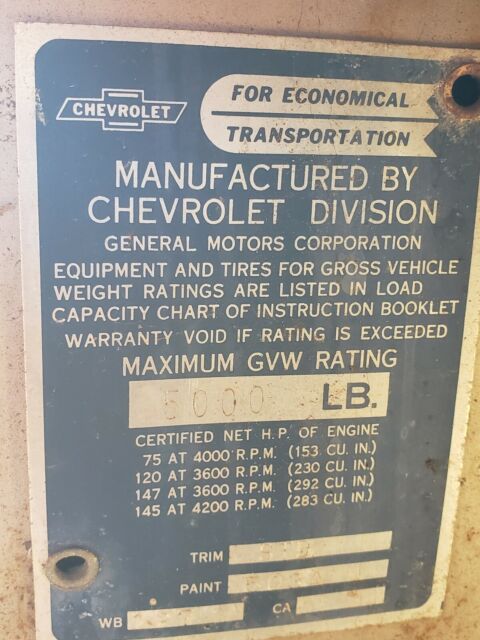 CHEVROLET
FOR ECONOMICAL
TRANSPORTATION
MANUFACTURED BY
CHEVROLET DIVISION
GENERAL MOTORS CORPORATION
EQUIPMENT AND TIRES FOR GROSS VEHICLE
WEIGHT RATINGS ARE LISTED IN LOAD
CAPACITY CHART OF INSTRUCTION BOOKLET
WARRANTY VOID IF RATING IS EXCEEDED
MAXIMUM GVW RATING
5000 LB.
CERTIFIED NET H.P. OF ENGINE
75 AT 4000 R.P.M. (153 CU. IN.)
120 AT 3600 R.P.M. (230 CU. IN.)
147 AT 3600 R.P.M. (292 CU. IN.)
145 AT 4200 R.P.M. (283 CU. IN.)
TRIM
PAINT
WB CA